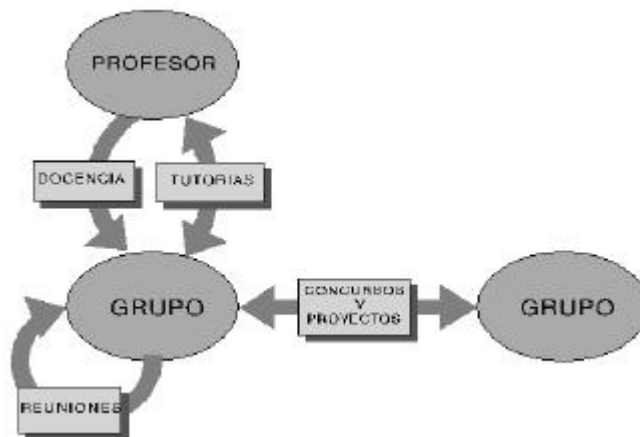 PROFESOR
DOCENCIA
TUTORIAS
GRUPO
CONCURSOS
Y
PROYECTOS
GRUPO
REUNIONES